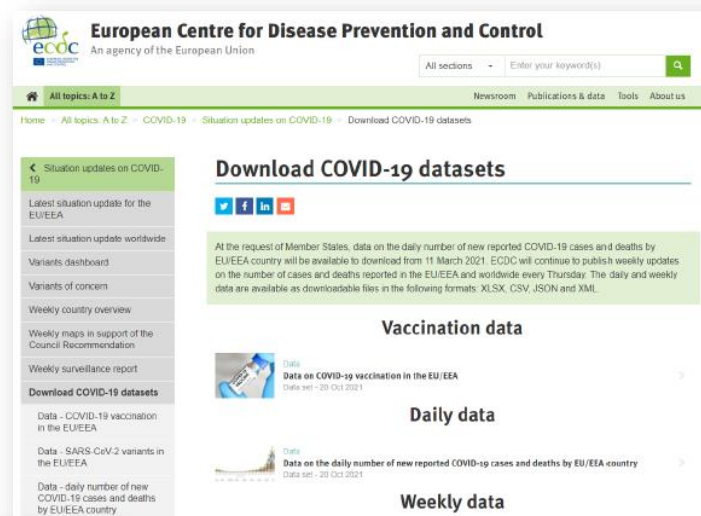 European Centre for Disease Prevention and Control
An agency of the European Union
ecdc
All sections
Enter your keyword(s)
All topics: A to Z
Newsroom Publications & data Tools About us
Home > All topics: A to Z > COVID-19 > Situation updates on COVID-19 > Download COVID-19 datasets
Situation updates on COVID-
19
Latest situation update for the
EU/EEA
Latest situation update worldwide
Variants dashboard
Variants of concern
Weekly country overview
Weekly maps in support of the
Council Recommendation
Weekly surveillance report
Download COVID-19 datasets
Data - COVID-19 vaccination
in the EU/EEA
Data - SARS-CoV-2 variants in
the EU/EEA
Data - daily number of new
COVID-19 cases and deaths
by EU/EEA country
Download COVID-19 datasets
At the request of Member States, data on the daily number of new reported COVID-19 cases and deaths by
EU/EEA country will be available to download from 11 March 2021. ECDC will continue to publish weekly updates
on the number of cases and deaths reported in the EU/EEA and worldwide every Thursday. The daily and weekly
data are available as downloadable files in the following formats: XLSX, CSV, JSON and XML.
Vaccination data
Data
Data on COVID-19 vaccination in the EU/EEA
Data set - 20 Oct 2021
Daily data
Data
Data on the daily number of new reported COVID-19 cases and deaths by EU/EEA country
Data set - 20 Oct 2021
Weekly data